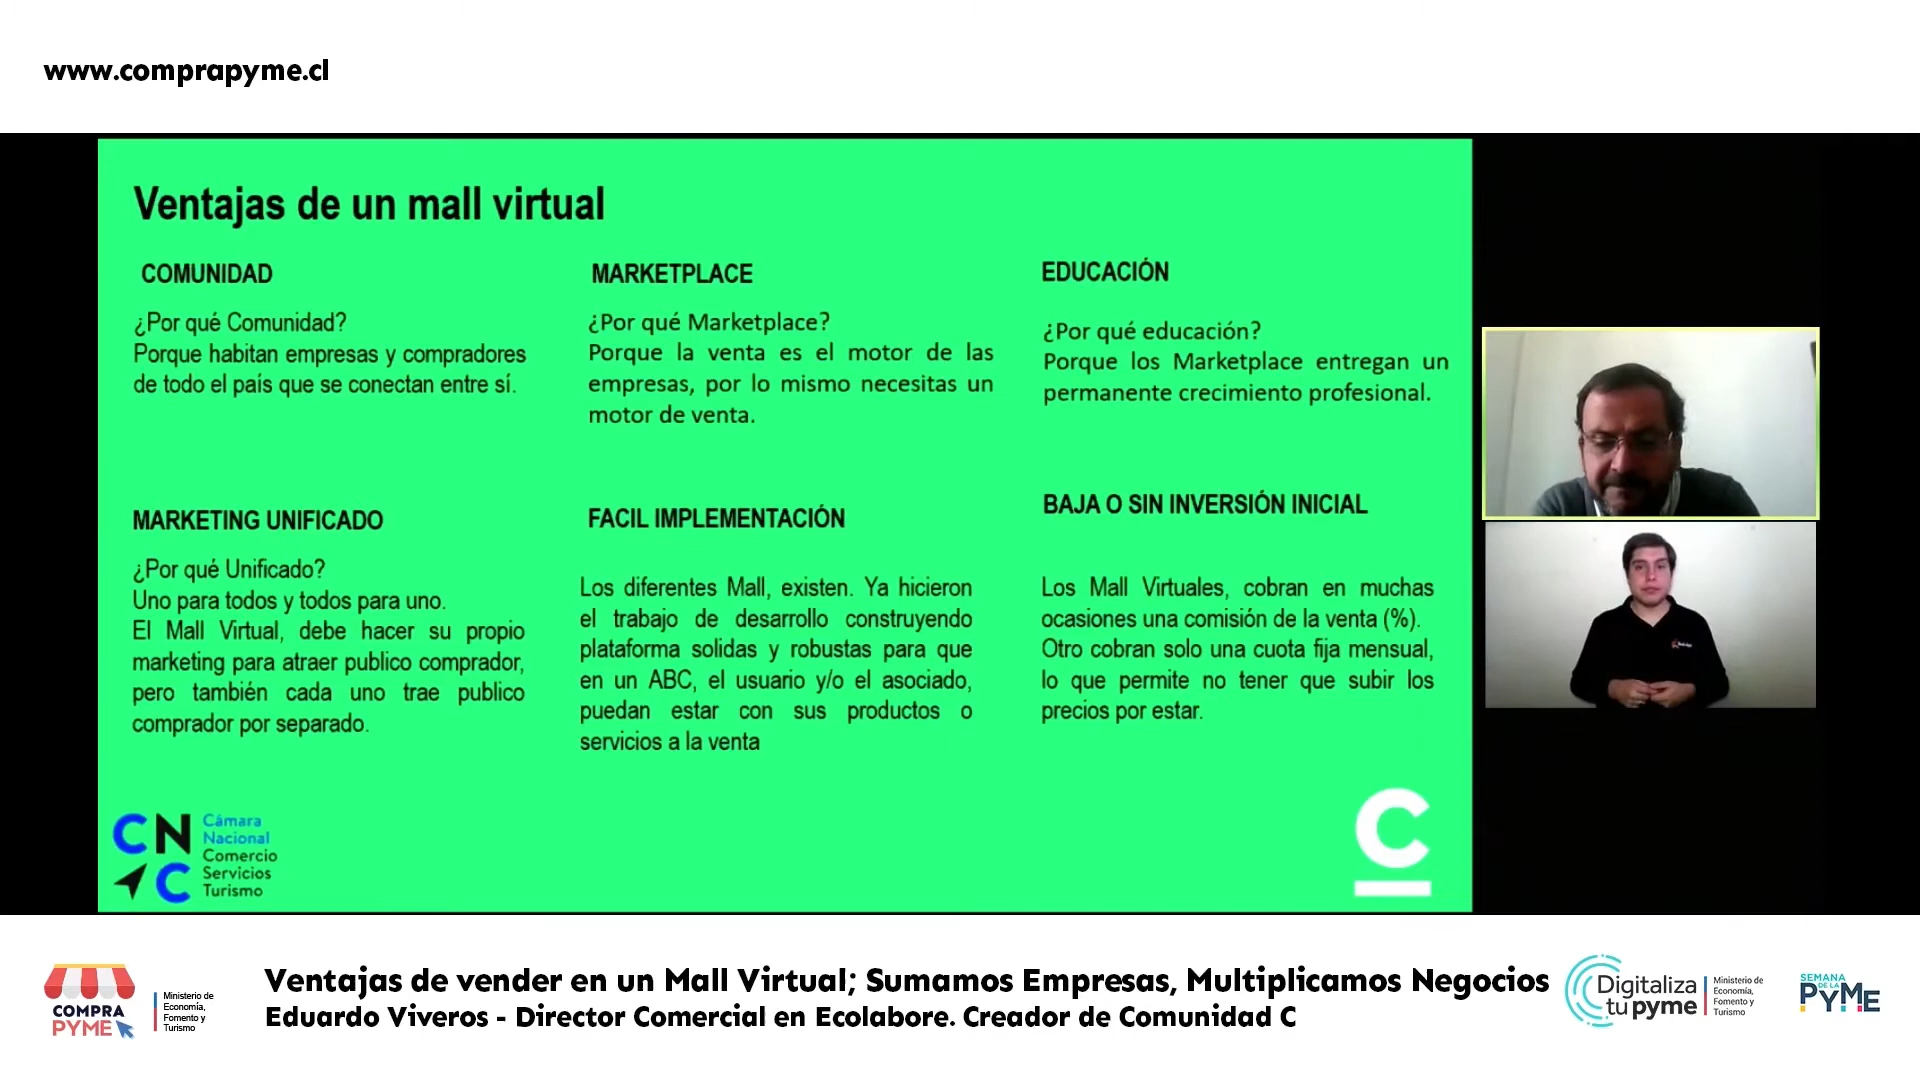 www.comprapyme.cl
Ventajas de un mall virtual
COMUNIDAD
¿Por qué Comunidad?
Porque habitan empresas y compradores
de todo el país que se conectan entre sí.
MARKETPLACE
¿Por qué Marketplace?
Porque la venta es el motor de las
empresas, por lo mismo necesitas un
motor de venta.
EDUCACIÓN
¿Por qué educación?
Porque los Marketplace entregan un
permanente crecimiento profesional.
MARKETING UNIFICADO
¿Por qué Unificado?
Uno para todos y todos para uno.
El Mall Virtual, debe hacer su propio
marketing para atraer publico comprador,
pero también cada uno trae publico
comprador por separado.
FACIL IMPLEMENTACIÓN
Los diferentes Mall, existen. Ya hicieron
el trabajo de desarrollo construyendo
plataforma solidas y robustas para que
en un ABC, el usuario y/o el asociado,
puedan estar con sus productos o
servicios a la venta
BAJA O SIN INVERSIÓN INICIAL
Los Mall Virtuales, cobran en muchas
ocasiones una comisión de la venta (%).
Otro cobran solo una cuota fija mensual,
lo que permite no tener que subir los
precios por estar.
CN
C
Cámara
Nacional
Comercio
Servicios
Turismo
C
COMPRA
PYME
Ministerio de
Economía,
Fomento y
Turismo
Ventajas de vender en un Mall Virtual; Sumamos Empresas, Multiplicamos Negocios
Eduardo Viveros - Director Comercial en Ecolabore. Creador de Comunidad C
Digitaliza
tu pyme
Ministerio de
Economía,
Fomento y
Turismo
SEMANA
DE LA
PYME